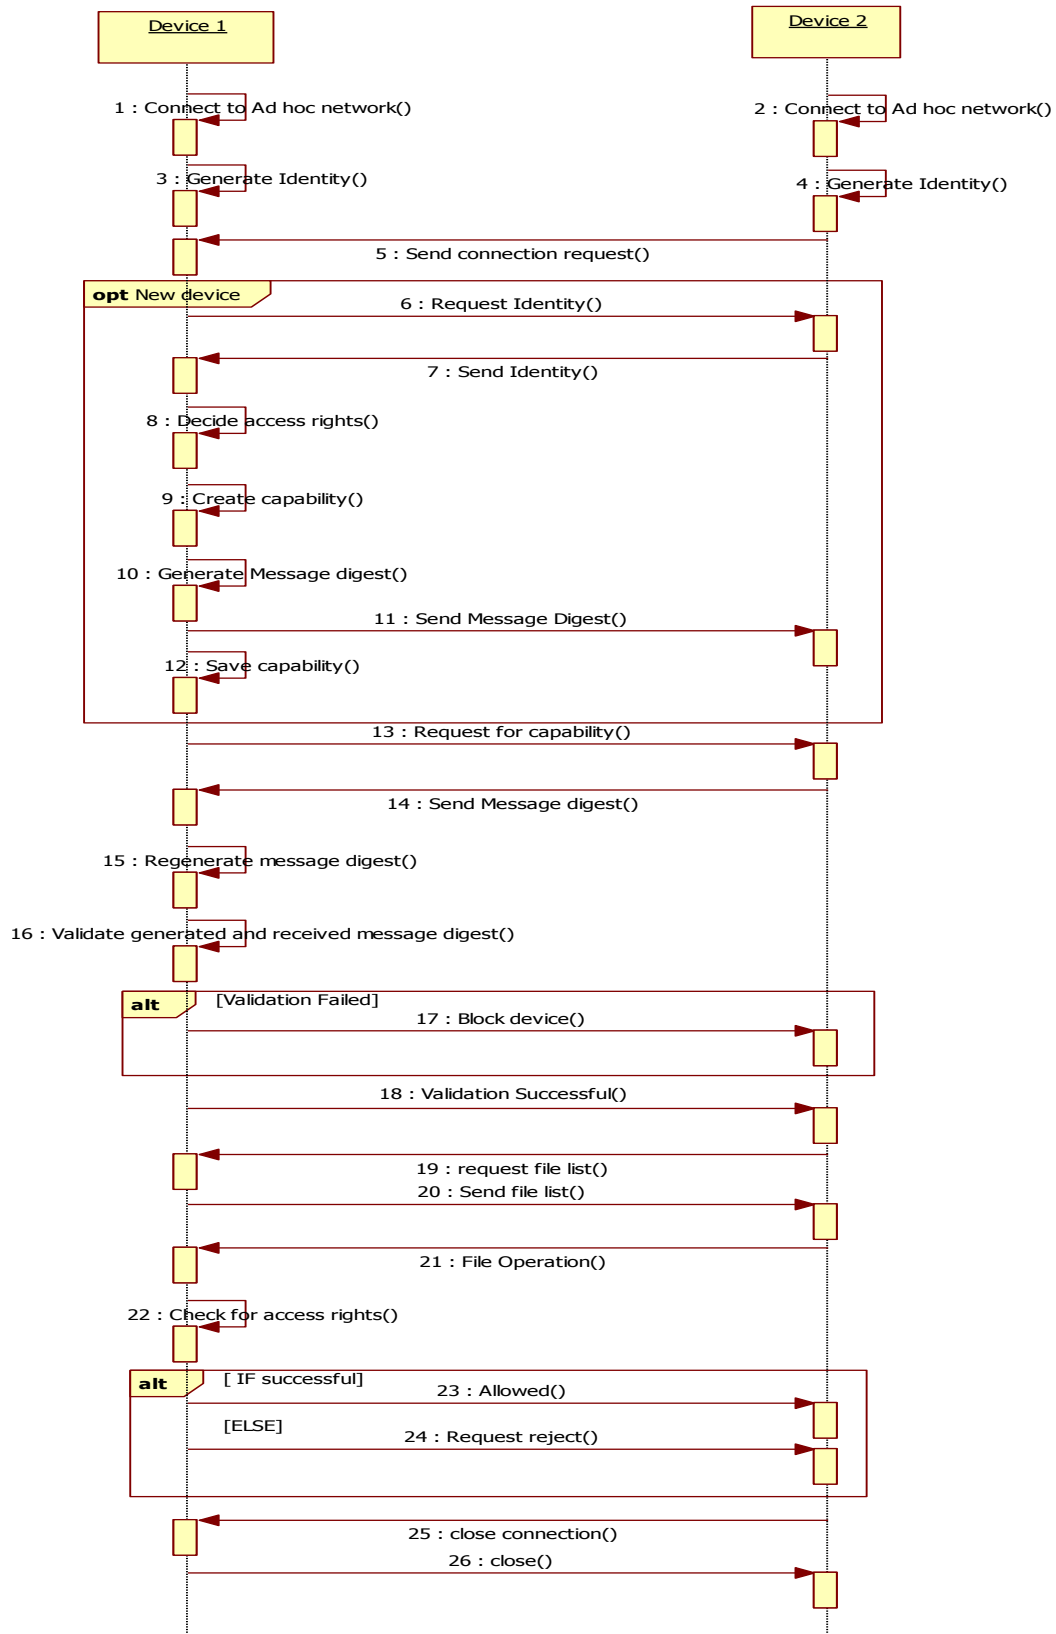 Device 1
Device 2
1 : Connect to Ad hoc network()
2 : Connect to Ad hoc network()
3 : Generate Identity()
4 : Generate Identity()
5 : Send connection request()
opt New device
6 : Request Identity()
7 : Send Identity()
8 : Decide access rights()
9 : Create capability()
10 : Generate Message digest()
11 : Send Message Digest()
12 : Save capability()
13 : Request for capability()
14 : Send Message digest()
15 : Regenerate message digest()
16 : Validate generated and received message digest()
alt [Validation Failed]
17 : Block device()
18 : Validation Successful()
19 : request file list()
20 : Send file list()
21 : File Operation()
22 : Check for access rights()
alt [ IF successful]
23 : Allowed()
[ELSE]
24 : Request reject()
25 : close connection()
26 : close()